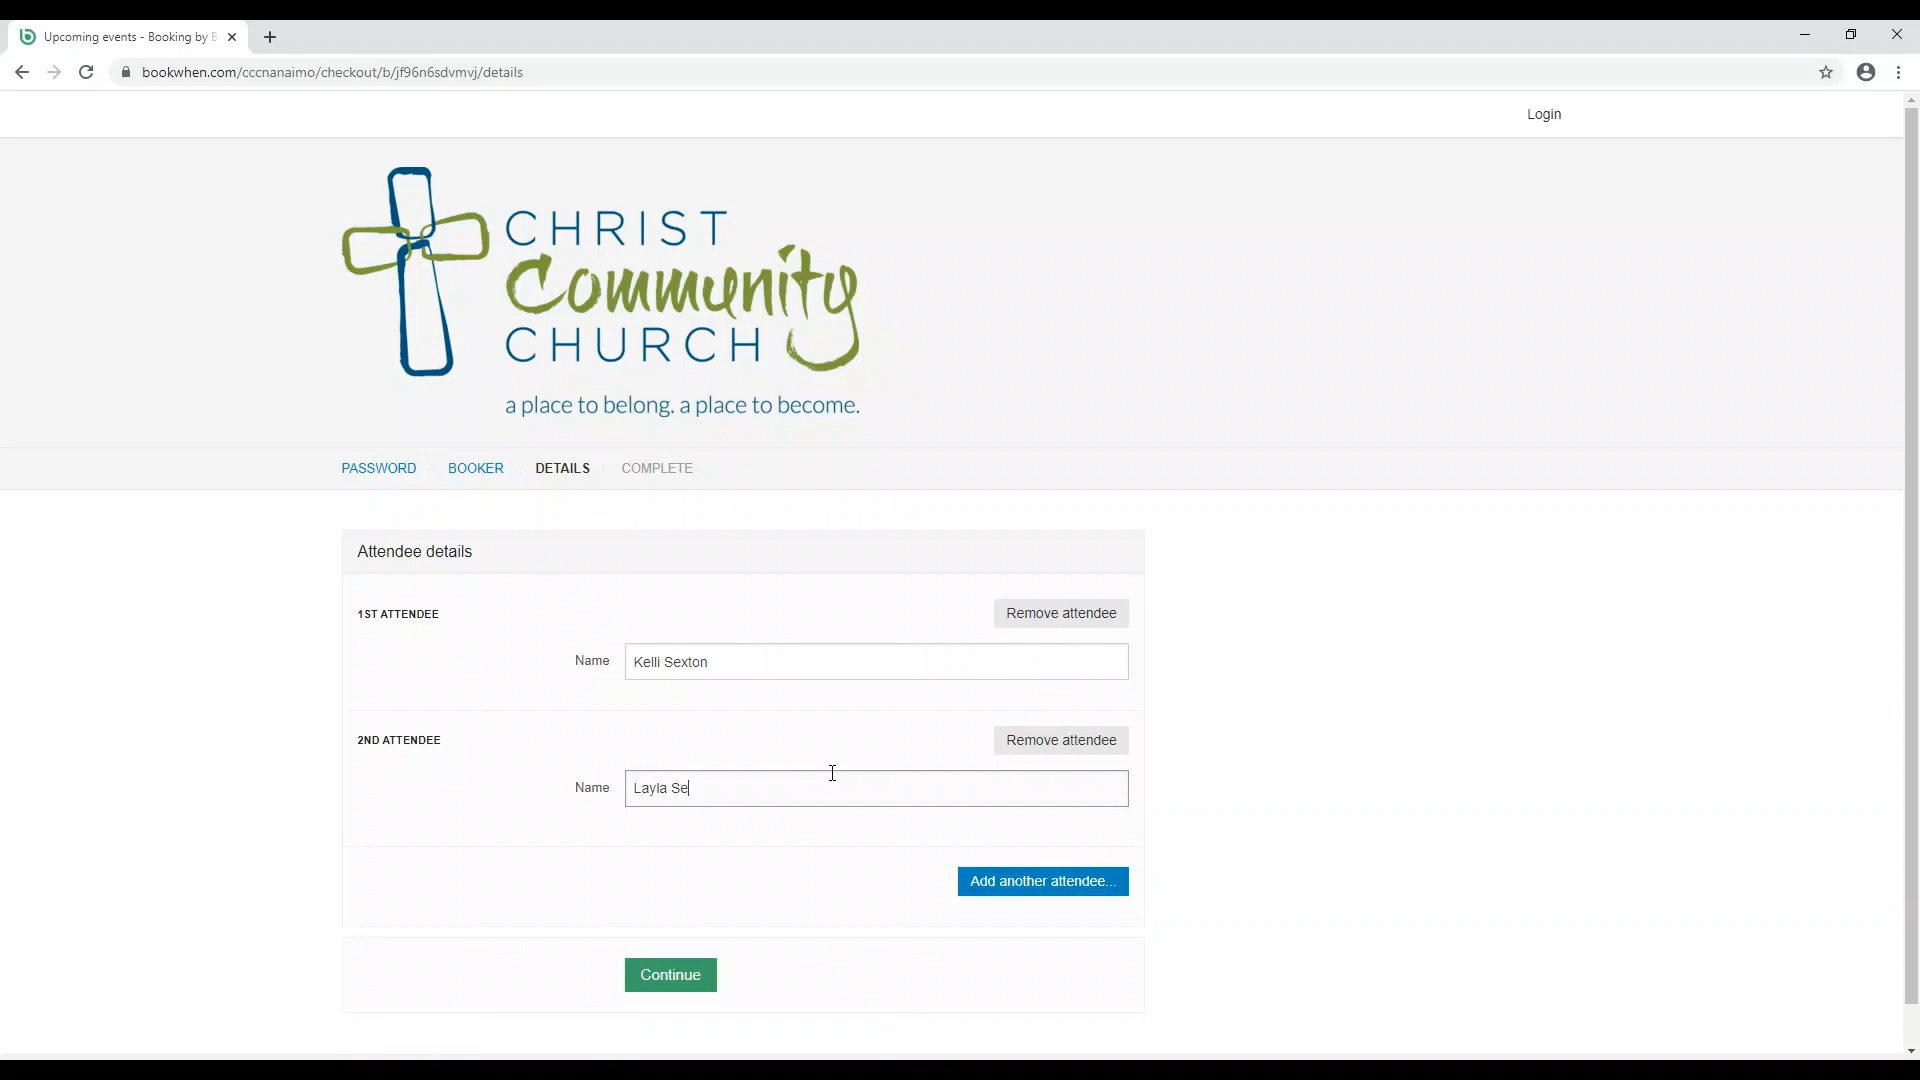 Upcoming events - Booking by B
bookwhen.com/cccnanaimo/checkout/b/jf96n6sdvmvj/details
Login
CHRIST
Community
CHURCH
a place to belong. a place to become.
PASSWORD BOOKER DETAILS COMPLETE
Attendee details
1ST ATTENDEE Remove attendee
Name Kelli Sexton
2ND ATTENDEE Remove attendee
Name Layla Se
Add another attendee...
Continue